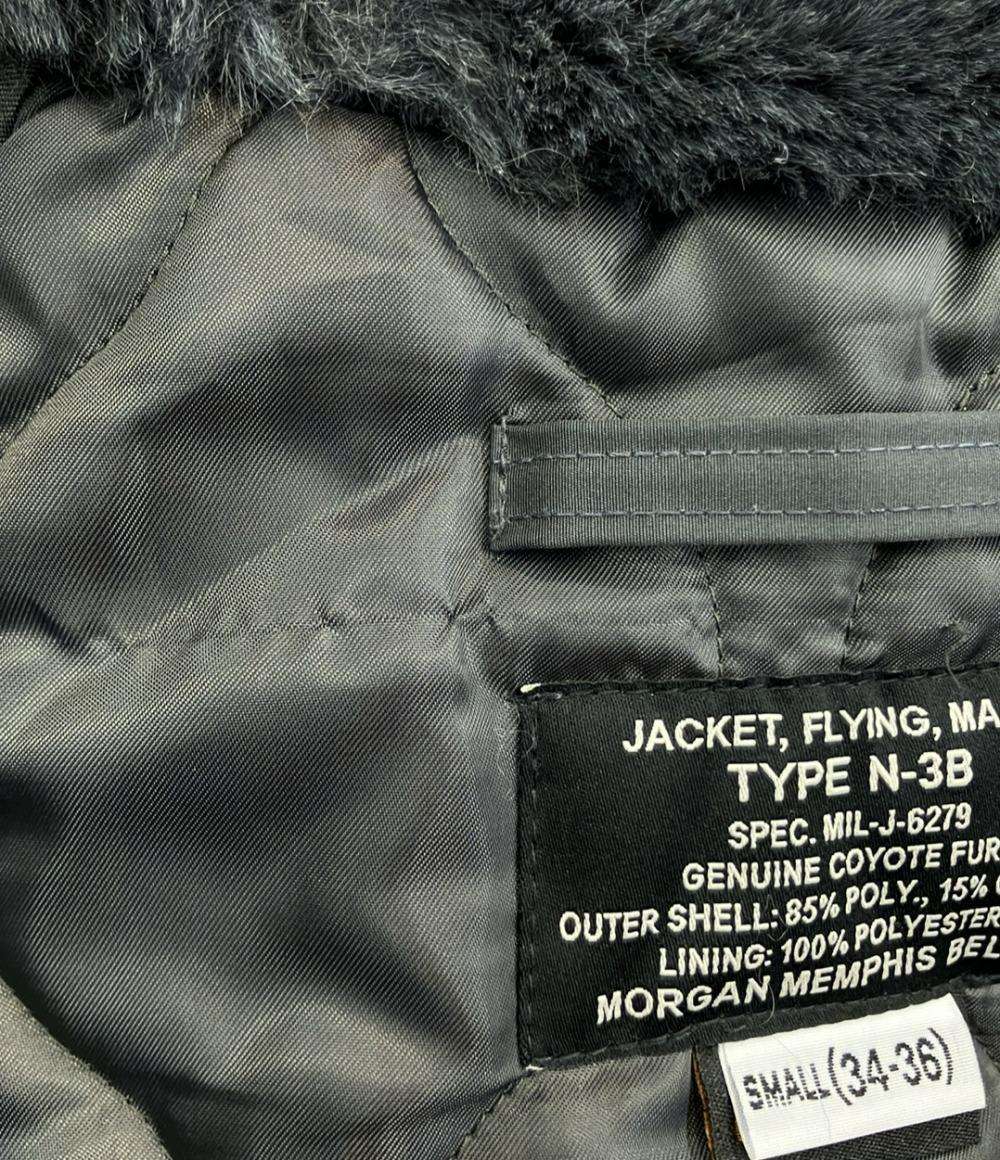 JACKET, FLYING, MA
TYPE N-3B
SPEC. MIL-J-6279
GENUINE COYOTE FUR
OUTER SHELL: 85% POLY., 15%
LINING: 100% POLYESTER
MORGAN MEMPHIS BEL
SMALL (34-36)